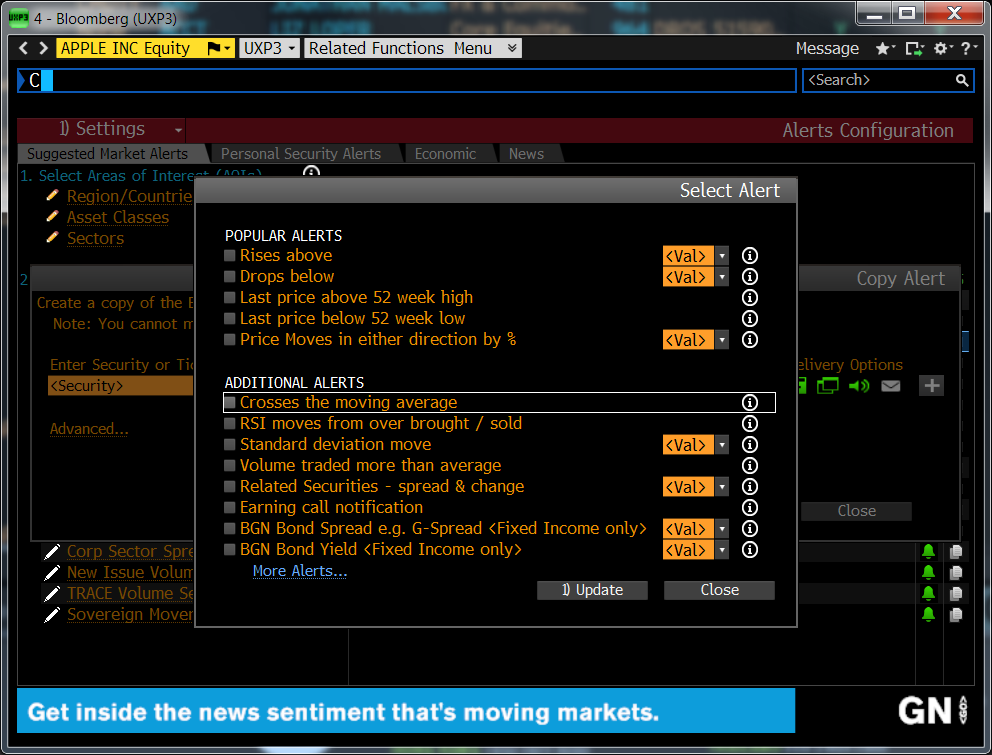 4 - Bloomberg (UXP3)
APPLE INC Equity UXP3 Related Functions Menu Message
C <Search>
1) Settings Alerts Configuration
Suggested Market Alerts Personal Security Alerts Economic News
1. Select Areas of Interest (AOIs)
Region/Countrie
Asset Classes
Sectors
Select Alert
POPULAR ALERTS
Rises above <Val>
Drops below <Val>
Last price above 52 week high
Last price below 52 week low
Price Moves in either direction by % <Val>
ADDITIONAL ALERTS
Crosses the moving average
RSI moves from over brought / sold
Standard deviation move <Val>
Volume traded more than average
Related Securities - spread & change <Val>
Earning call notification
BGN Bond Spread e.g. G-Spread <Fixed Income only> <Val>
BGN Bond Yield <Fixed Income only> <Val>
More Alerts...
1) Update Close
2
Copy Alert
Create a copy of the
Note: You cannot
Enter Security or
elivery Options
<Security>
Advanced...
Close
Corp Sector Spre
New Issue Volum
TRACE Volume Se
Sovereign Mover
Get inside the news sentiment that's moving markets. GN GO